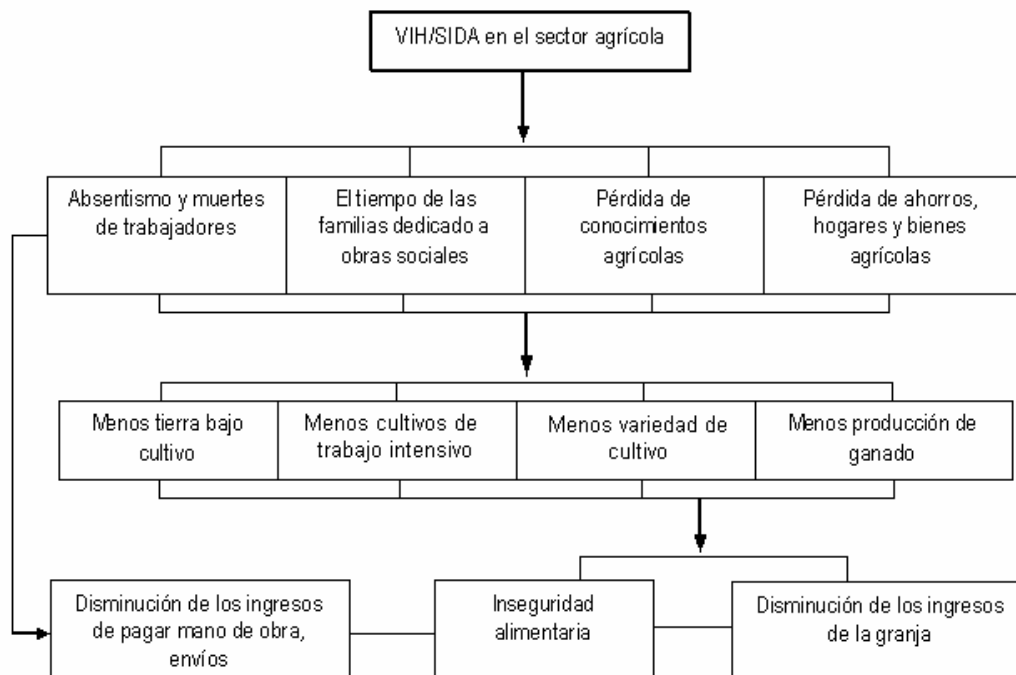 VIH/SIDA en el sector agrícola
Absentismo y muertes
de trabajadores
El tiempo de las
familias dedicado a
obras sociales
Pérdida de
conocimientos
agrícolas
Pérdida de ahorros,
hogares y bienes
agrícolas
Menos tierra bajo
cultivo
Menos cultivos de
trabajo intensivo
Menos variedad de
cultivo
Menos producción de
ganado
Disminución de los ingresos
de pagar mano de obra,
envíos
Inseguridad
alimentaria
Disminución de los ingresos
de la granja